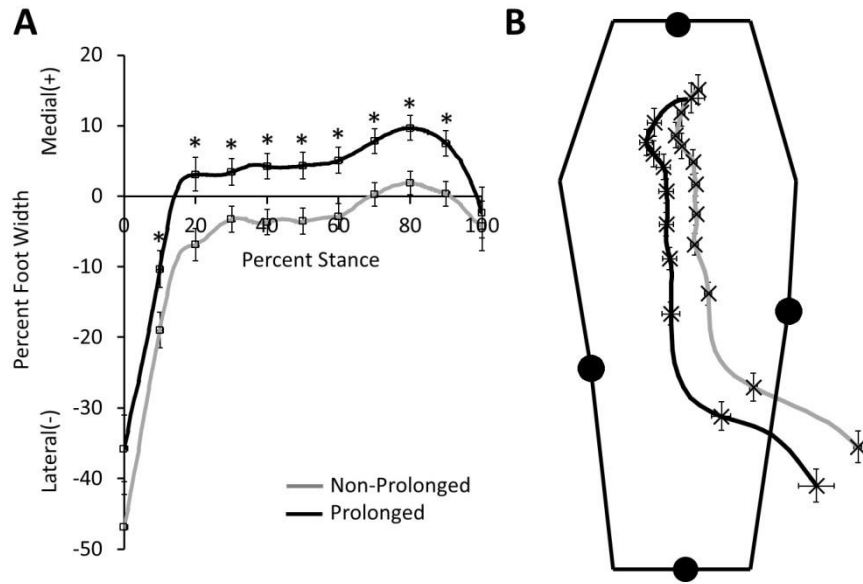 A
B
Medial(+)
Percent Foot Width
Lateral(-)
20
10
0
-10
-20
-30
-40
-50
* * * * * * * * *
0 20 40 60 80 100
Percent Stance
Non-Prolonged
Prolonged